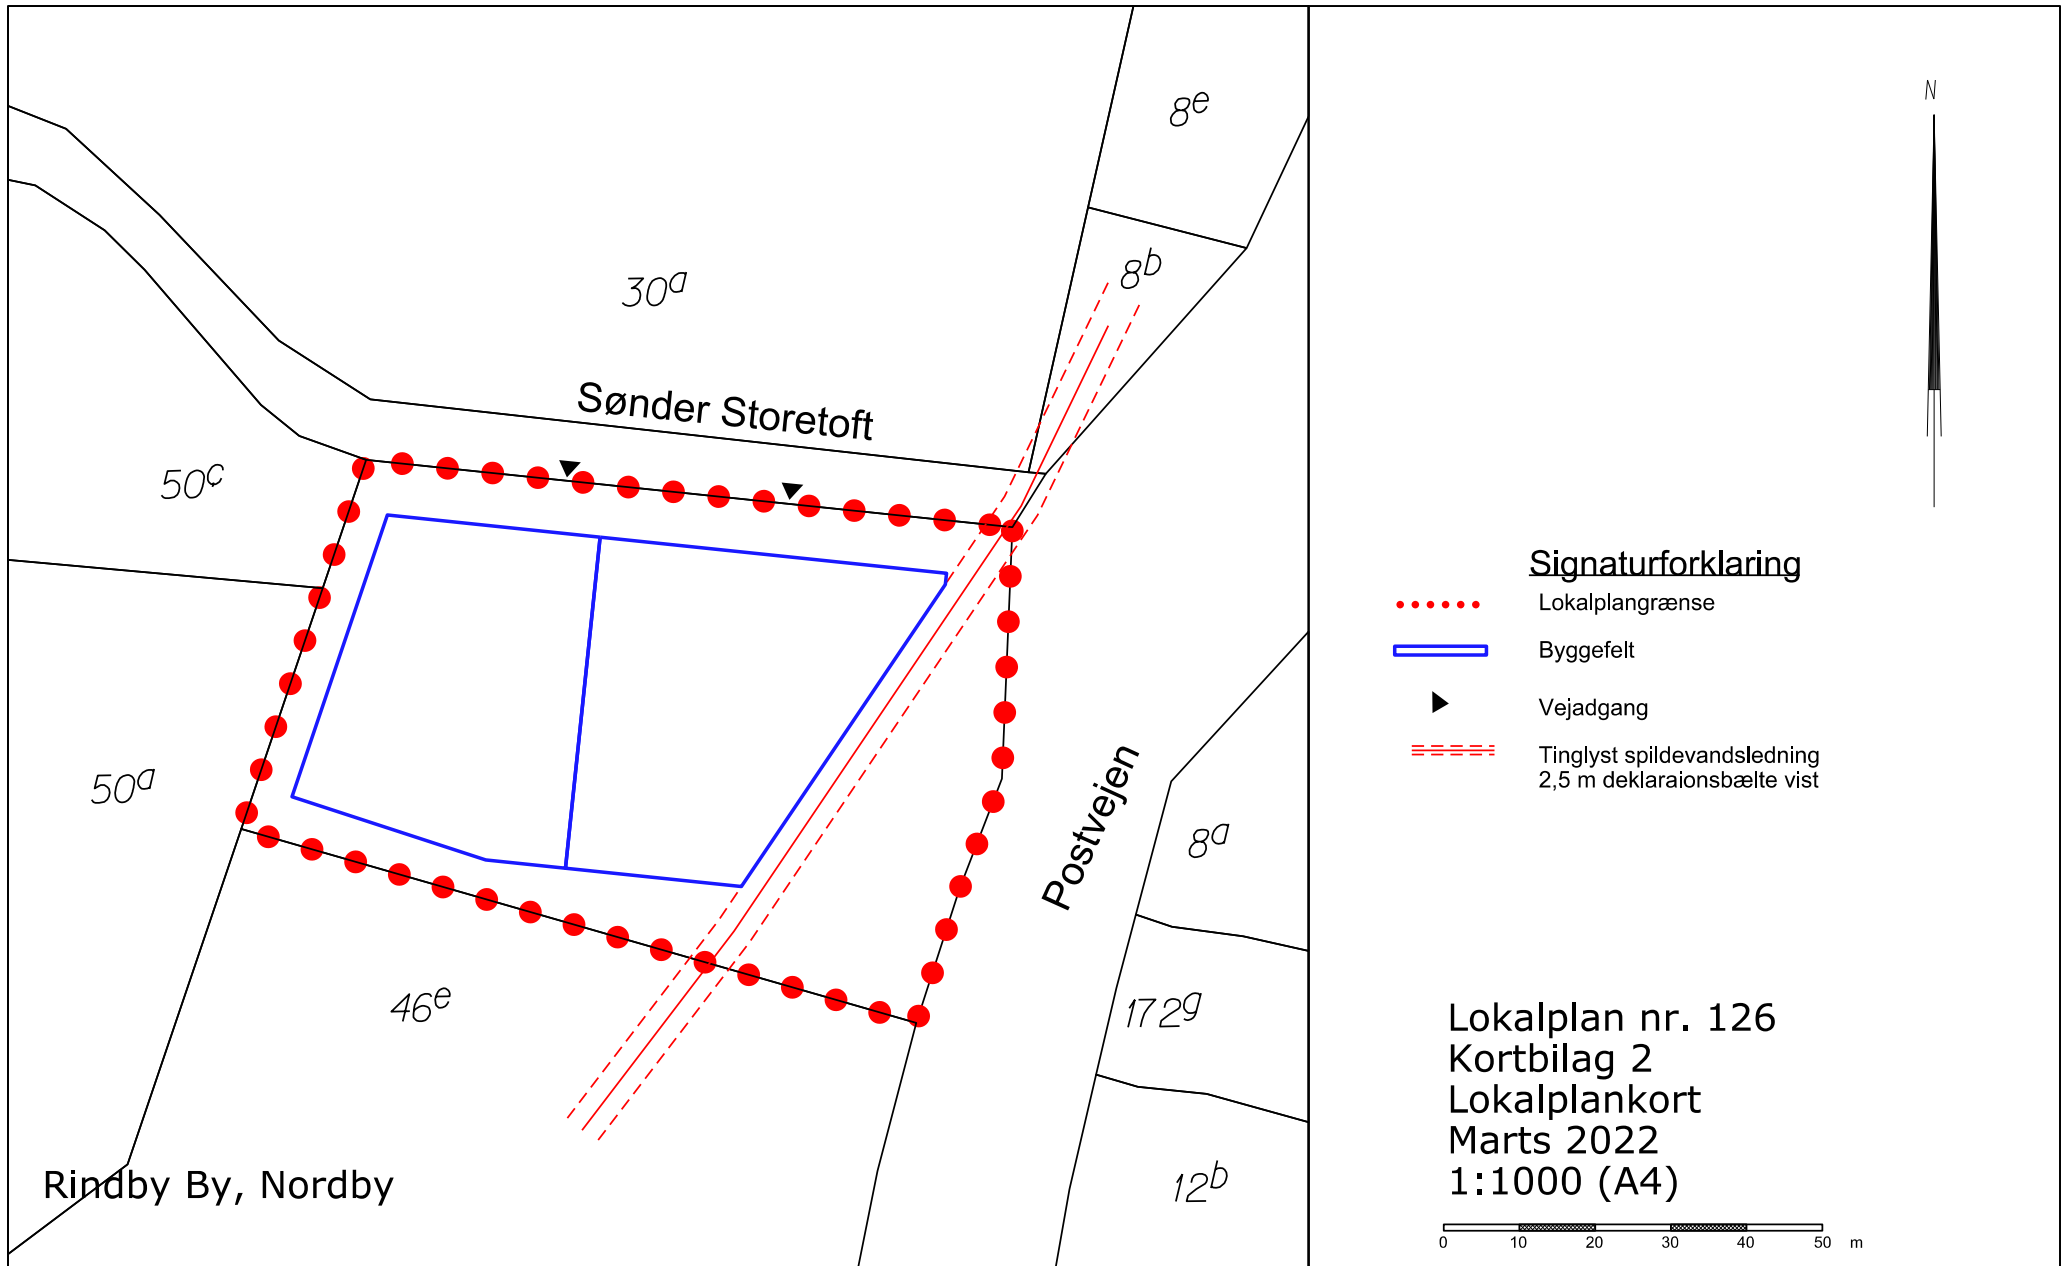 8e
N
8b
30a
Sønder Storetoft
50c
Signaturforklaring
Lokalplangrænse
Byggefelt
Vejadgang
Tinglyst spildevandsledning
2,5 m deklaraionsbælte vist
50a
Postvejen
8a
46e
172g
Lokalplan nr. 126
Kortbilag 2
Lokalplankort
Marts 2022
1:1000 (A4)
12b
Rindby By, Nordby
0 10 20 30 40 50 m